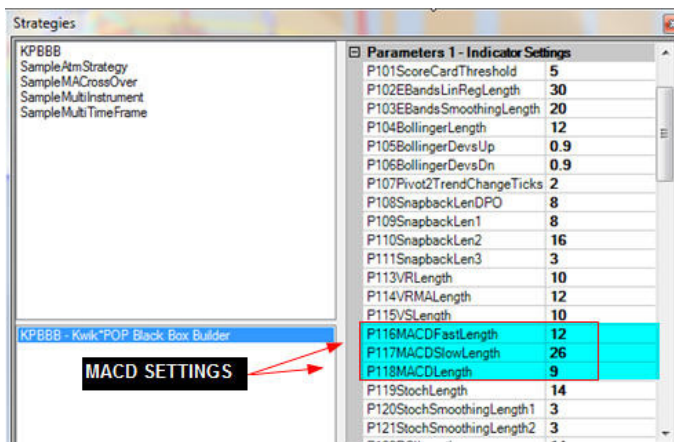 Strategies
KPBBB
SampleAtmStrategy
SampleMACrossOver
SampleMultiInstrument
SampleMultiTimeFrame
KPBBB - Kwik*POP Black Box Builder
MACD SETTINGS
Parameters 1 - Indicator Settings
P101ScoreCardThreshold 5
P102EBandsLinRegLength 30
P103EBandsSmoothingLength 20
P104BollingerLength 12
P105BollingerDevsUp 0.9
P106BollingerDevsDn 0.9
P107Pivot2TrendChangeTicks 2
P108SnapbackLenDPO 8
P109SnapbackLen1 8
P110SnapbackLen2 16
P111SnapbackLen3 3
P113VRLength 10
P114VRMALength 12
P115VSLength 10
P116MACDFastLength 12
P117MACDSlowLength 26
P118MACDLength 9
P119StochLength 14
P120StochSmoothingLength1 3
P121StochSmoothingLength2 3